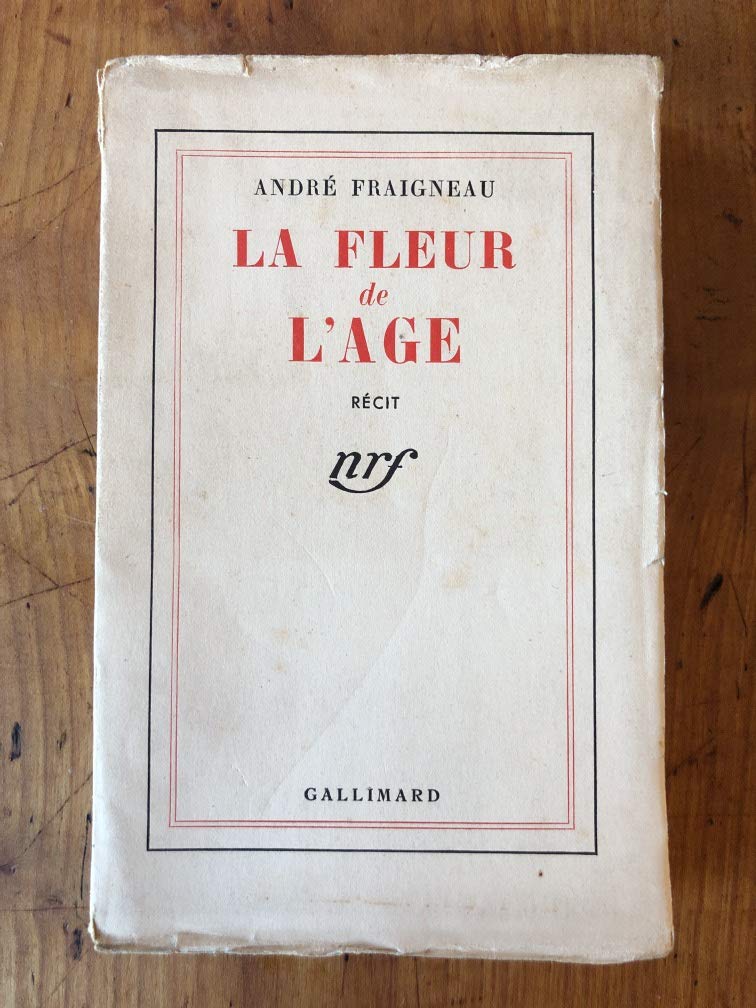 ANDRÉ FRAIGNEAU
LA FLEUR
de
L'AGE
RÉCIT
nrf
GALLIMARD